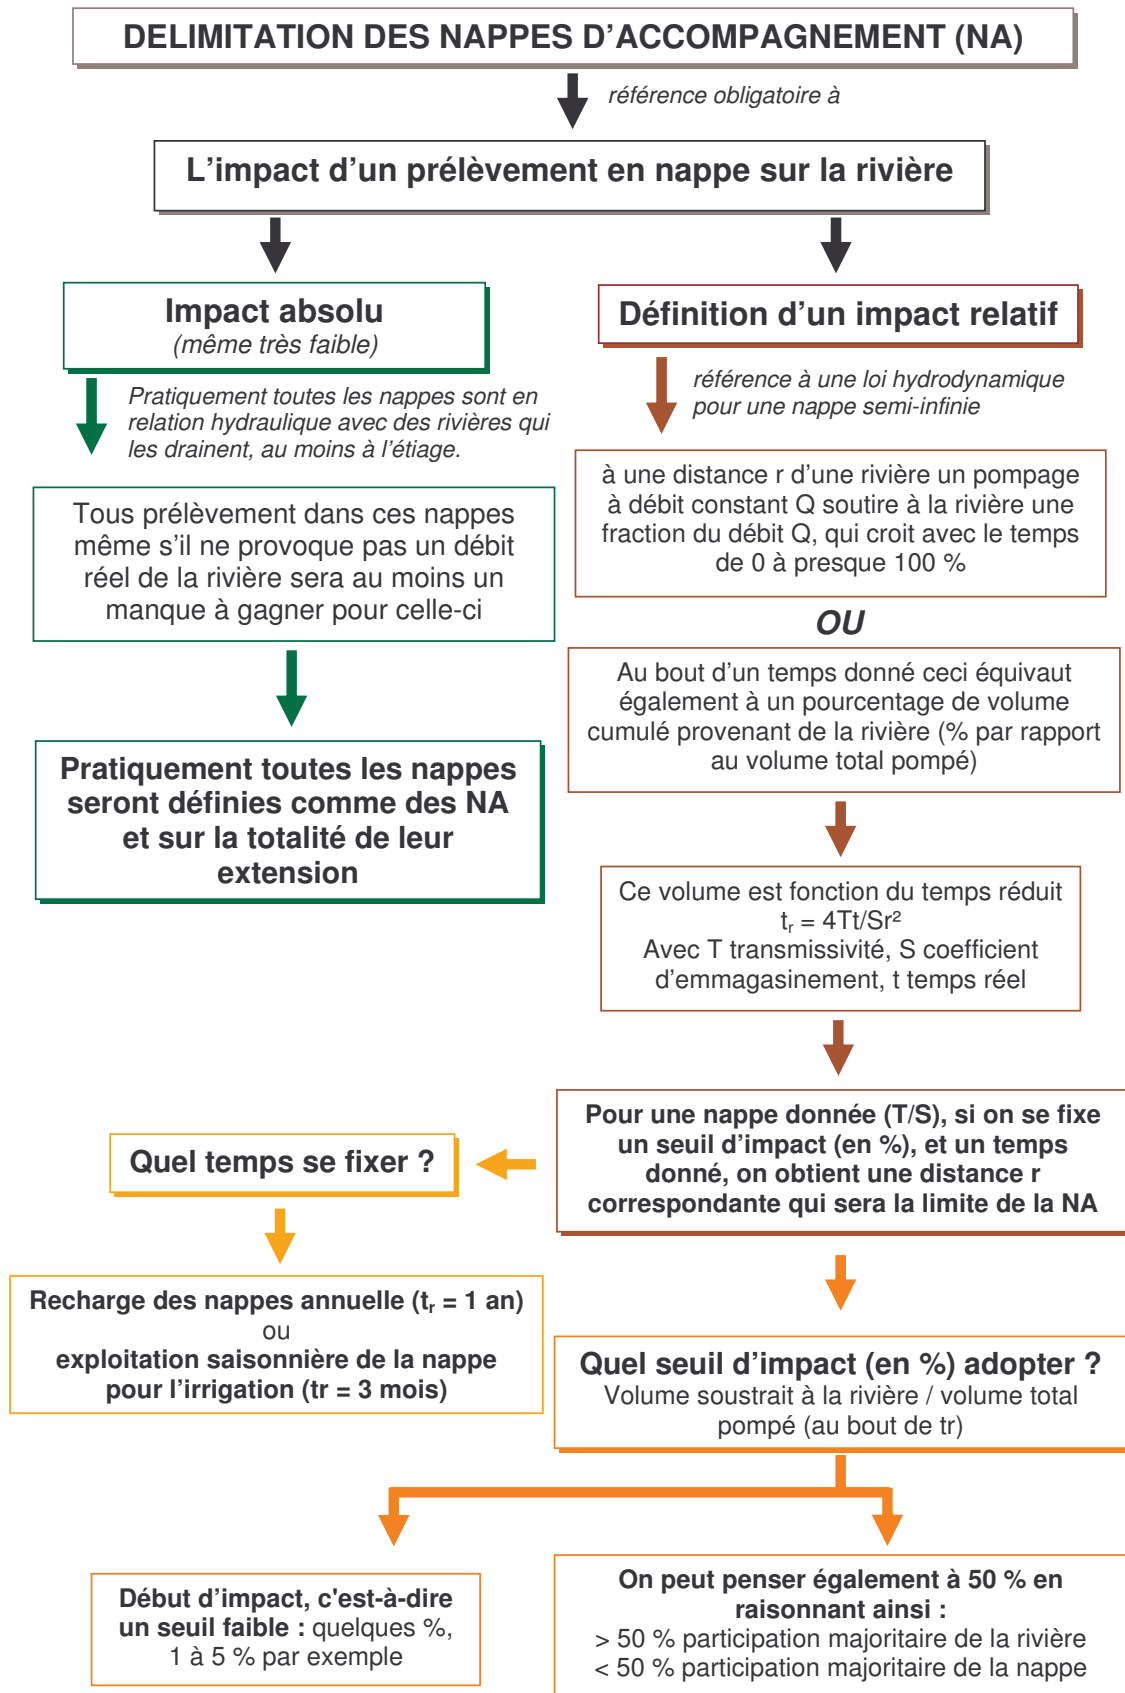 DELIMITATION DES NAPPES D’ACCOMPAGNEMENT (NA)
référence obligatoire à
L’impact d’un prélèvement en nappe sur la rivière
Impact absolu
(même très faible)
Pratiquement toutes les nappes sont en
relation hydraulique avec des rivières qui
les drainent, au moins à l’étiage.
Tous prélèvement dans ces nappes
même s’il ne provoque pas un débit
réel de la rivière sera au moins un
manque à gagner pour celle-ci
Pratiquement toutes les nappes
seront définies comme des NA
et sur la totalité de leur
extension
Définition d’un impact relatif
référence à une loi hydrodynamique
pour une nappe semi-infinie
à une distance r d’une rivière un pompage
à débit constant Q soutire à la rivière une
fraction du débit Q, qui croit avec le temps
de 0 à presque 100 %
OU
Au bout d’un temps donné ceci équivaut
également à un pourcentage de volume
cumulé provenant de la rivière (% par rapport
au volume total pompé)
Ce volume est fonction du temps réduit
tᵣ = 4Tt/Sr²
Avec T transmissivité, S coefficient
d’emmagasinement, t temps réel
Pour une nappe donnée (T/S), si on se fixe
un seuil d’impact (en %), et un temps
donné, on obtient une distance r
correspondante qui sera la limite de la NA
Quel temps se fixer ?
Recharge des nappes annuelle (tᵣ = 1 an)
ou
exploitation saisonnière de la nappe
pour l’irrigation (tr = 3 mois)
Quel seuil d’impact (en %) adopter ?
Volume soustrait à la rivière / volume total
pompé (au bout de tr)
Début d’impact, c'est-à-dire
un seuil faible : quelques %,
1 à 5 % par exemple
On peut penser également à 50 % en
raisonnant ainsi :
> 50 % participation majoritaire de la rivière
< 50 % participation majoritaire de la nappe